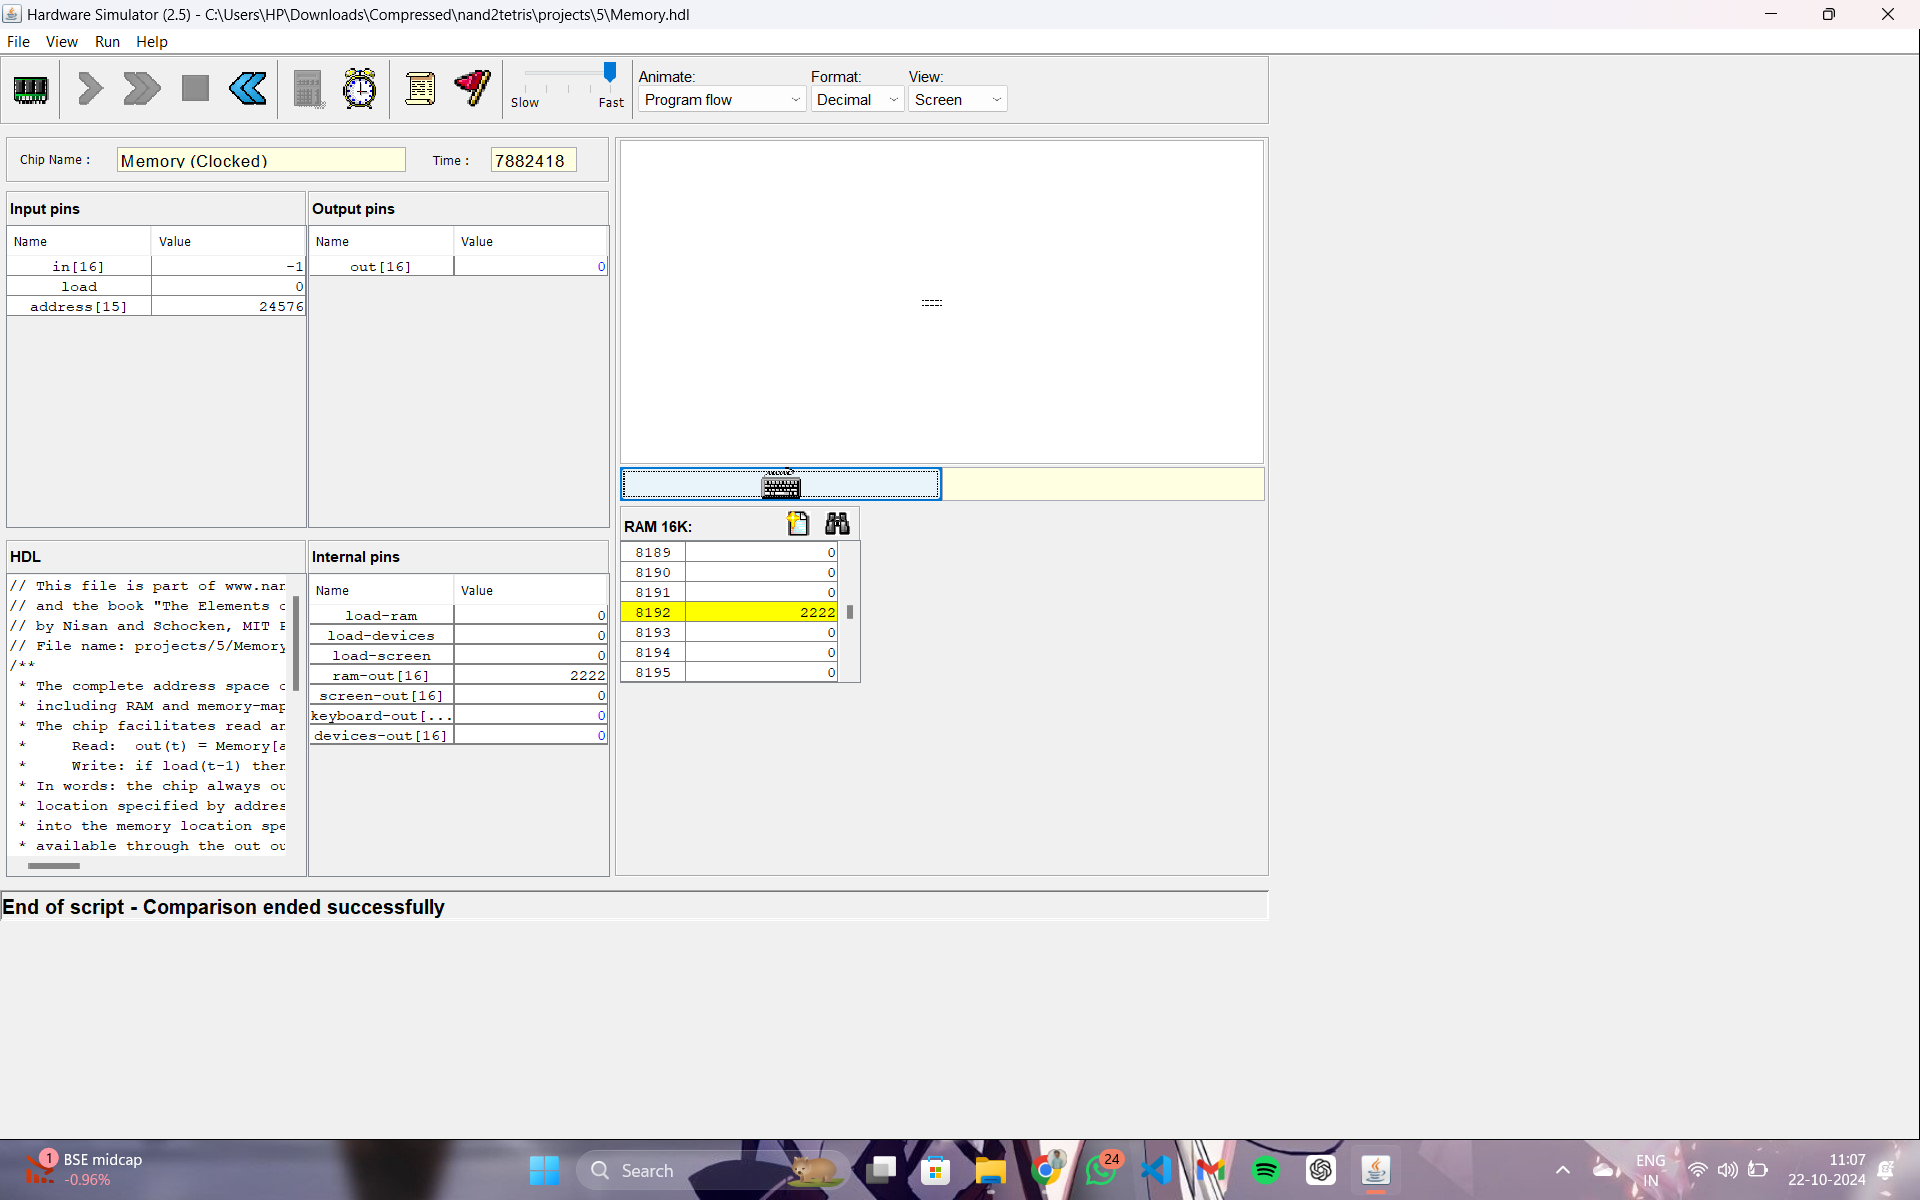 Hardware Simulator (2.5) - C:\Users\HP\Downloads\Compressed\nand2tetris\projects\5\Memory.hdl
File View Run Help
Slow Fast
Animate: Format: View:
Program flow Decimal Screen
Chip Name : Memory (Clocked) Time : 7882418
Input pins
Name Value
in[16] -1
load 0
address[15] 24576
Output pins
Name Value
out[16] 0
RAM 16K:
8189 0
8190 0
8191 0
8192 2222
8193 0
8194 0
8195 0
HDL
// This file is part of www.nan
// and the book "The Elements o
// by Nisan and Schocken, MIT P
// File name: projects/5/Memory
/**
* The complete address space o
* including RAM and memory-map
* The chip facilitates read an
* Read: out(t) = Memory[a
* Write: if load(t-1) then
* In words: the chip always ou
* location specified by addres
* into the memory location spe
* available through the out ou
Internal pins
Name Value
load-ram 0
load-devices 0
load-screen 0
ram-out[16] 2222
screen-out[16] 0
keyboard-out[... 0
devices-out[16] 0
End of script - Comparison ended successfully
1
BSE midcap
-0.96%
Search
24
ENG
IN
11:07
22-10-2024